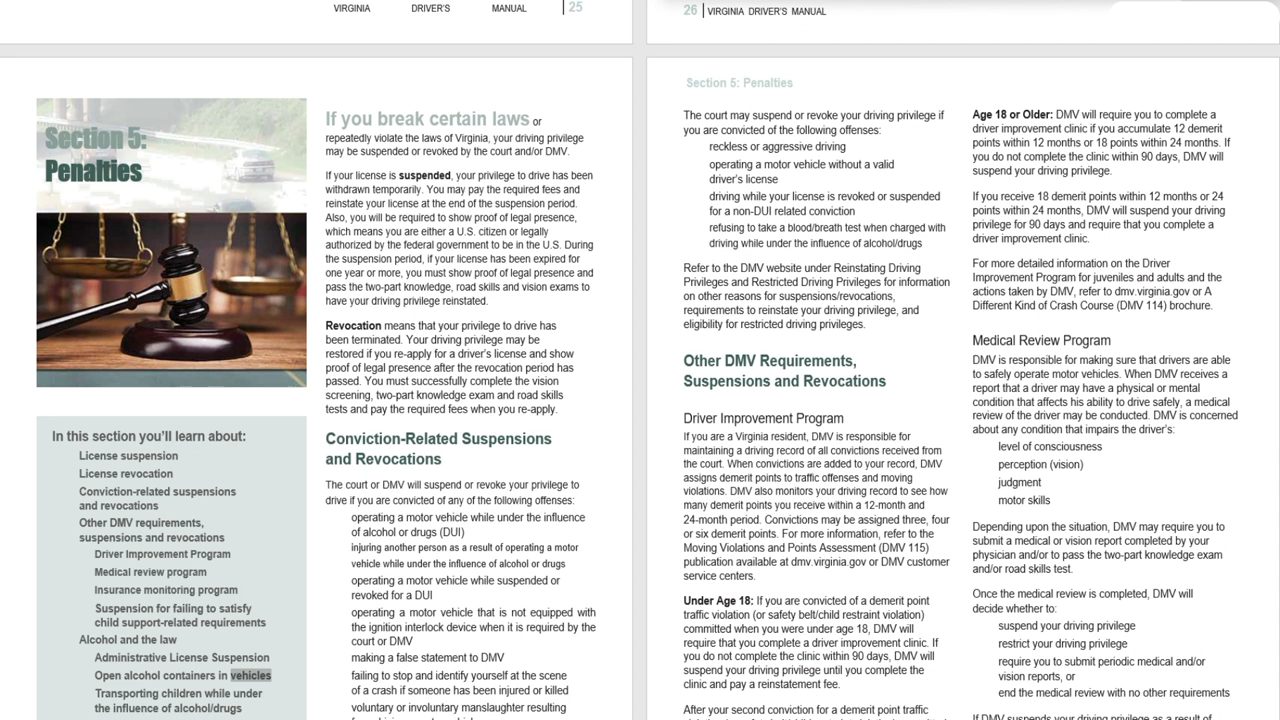 VIRGINIA DRIVER'S MANUAL 25
Section 5:
Penalties
In this section you'll learn about:
License suspension
License revocation
Conviction-related suspensions
and revocations
Other DMV requirements,
suspensions and revocations
Driver Improvement Program
Medical review program
Insurance monitoring program
Suspension for failing to satisfy
child support-related requirements
Alcohol and the law
Administrative License Suspension
Open alcohol containers in vehicles
Transporting children while under
the influence of alcohol/drugs
If you break certain laws or
repeatedly violate the laws of Virginia, your driving privilege
may be suspended or revoked by the court and/or DMV.
If your license is suspended, your privilege to drive has been
withdrawn temporarily. You may pay the required fees and
reinstate your license at the end of the suspension period.
Also, you will be required to show proof of legal presence,
which means you are either a U.S. citizen or legally
authorized by the federal government to be in the U.S. During
the suspension period, if your license has been expired for
one year or more, you must show proof of legal presence and
pass the two-part knowledge, road skills and vision exams to
have your driving privilege reinstated.
Revocation means that your privilege to drive has
been terminated. Your driving privilege may be
restored if you re-apply for a driver's license and show
proof of legal presence after the revocation period has
passed. You must successfully complete the vision
screening, two-part knowledge exam and road skills
tests and pay the required fees when you re-apply.
Conviction-Related Suspensions
and Revocations
The court or DMV will suspend or revoke your privilege to
drive if you are convicted of any of the following offenses:
operating a motor vehicle while under the influence
of alcohol or drugs (DUI)
injuring another person as a result of operating a motor
vehicle while under the influence of alcohol or drugs
operating a motor vehicle while suspended or
revoked for a DUI
operating a motor vehicle that is not equipped with
the ignition interlock device when it is required by the
court or DMV
making a false statement to DMV
failing to stop and identify yourself at the scene
of a crash if someone has been injured or killed
voluntary or involuntary manslaughter resulting
26 VIRGINIA DRIVER'S MANUAL
Section 5: Penalties
The court may suspend or revoke your driving privilege if
you are convicted of the following offenses:
reckless or aggressive driving
operating a motor vehicle without a valid
driver's license
driving while your license is revoked or suspended
for a non-DUI related conviction
refusing to take a blood/breath test when charged with
driving while under the influence of alcohol/drugs
Refer to the DMV website under Reinstating Driving
Privileges and Restricted Driving Privileges for information
on other reasons for suspensions/revocations,
requirements to reinstate your driving privilege, and
eligibility for restricted driving privileges.
Other DMV Requirements,
Suspensions and Revocations
Driver Improvement Program
If you are a Virginia resident, DMV is responsible for
maintaining a driving record of all convictions received from
the court. When convictions are added to your record, DMV
assigns demerit points to traffic offenses and moving
violations. DMV also monitors your driving record to see how
many demerit points you receive within a 12-month and
24-month period. Convictions may be assigned three, four
or six demerit points. For more information, refer to the
Moving Violations and Points Assessment (DMV 115)
publication available at dmv.virginia.gov or DMV customer
service centers.
Under Age 18: If you are convicted of a demerit point
traffic violation (or safety belt/child restraint violation)
committed when you were under age 18, DMV will
require that you complete a driver improvement clinic. If
you do not complete the clinic within 90 days, DMV will
suspend your driving privilege until you complete the
clinic and pay a reinstatement fee.
After your second conviction for a demerit point traffic
Age 18 or Older: DMV will require you to complete a
driver improvement clinic if you accumulate 12 demerit
points within 12 months or 18 points within 24 months. If
you do not complete the clinic within 90 days, DMV will
suspend your driving privilege.
If you receive 18 demerit points within 12 months or 24
points within 24 months, DMV will suspend your driving
privilege for 90 days and require that you complete a
driver improvement clinic.
For more detailed information on the Driver
Improvement Program for juveniles and adults and the
actions taken by DMV, refer to dmv.virginia.gov or A
Different Kind of Crash Course (DMV 114) brochure.
Medical Review Program
DMV is responsible for making sure that drivers are able
to safely operate motor vehicles. When DMV receives a
report that a driver may have a physical or mental
condition that affects his ability to drive safely, a medical
review of the driver may be conducted. DMV is concerned
about any condition that impairs the driver's:
level of consciousness
perception (vision)
judgment
motor skills
Depending upon the situation, DMV may require you to
submit a medical or vision report completed by your
physician and/or to pass the two-part knowledge exam
and/or road skills test.
Once the medical review is completed, DMV will
decide whether to:
suspend your driving privilege
restrict your driving privilege
require you to submit periodic medical and/or
vision reports, or
end the medical review with no other requirements
If DMV suspends your driving privilege as a result of